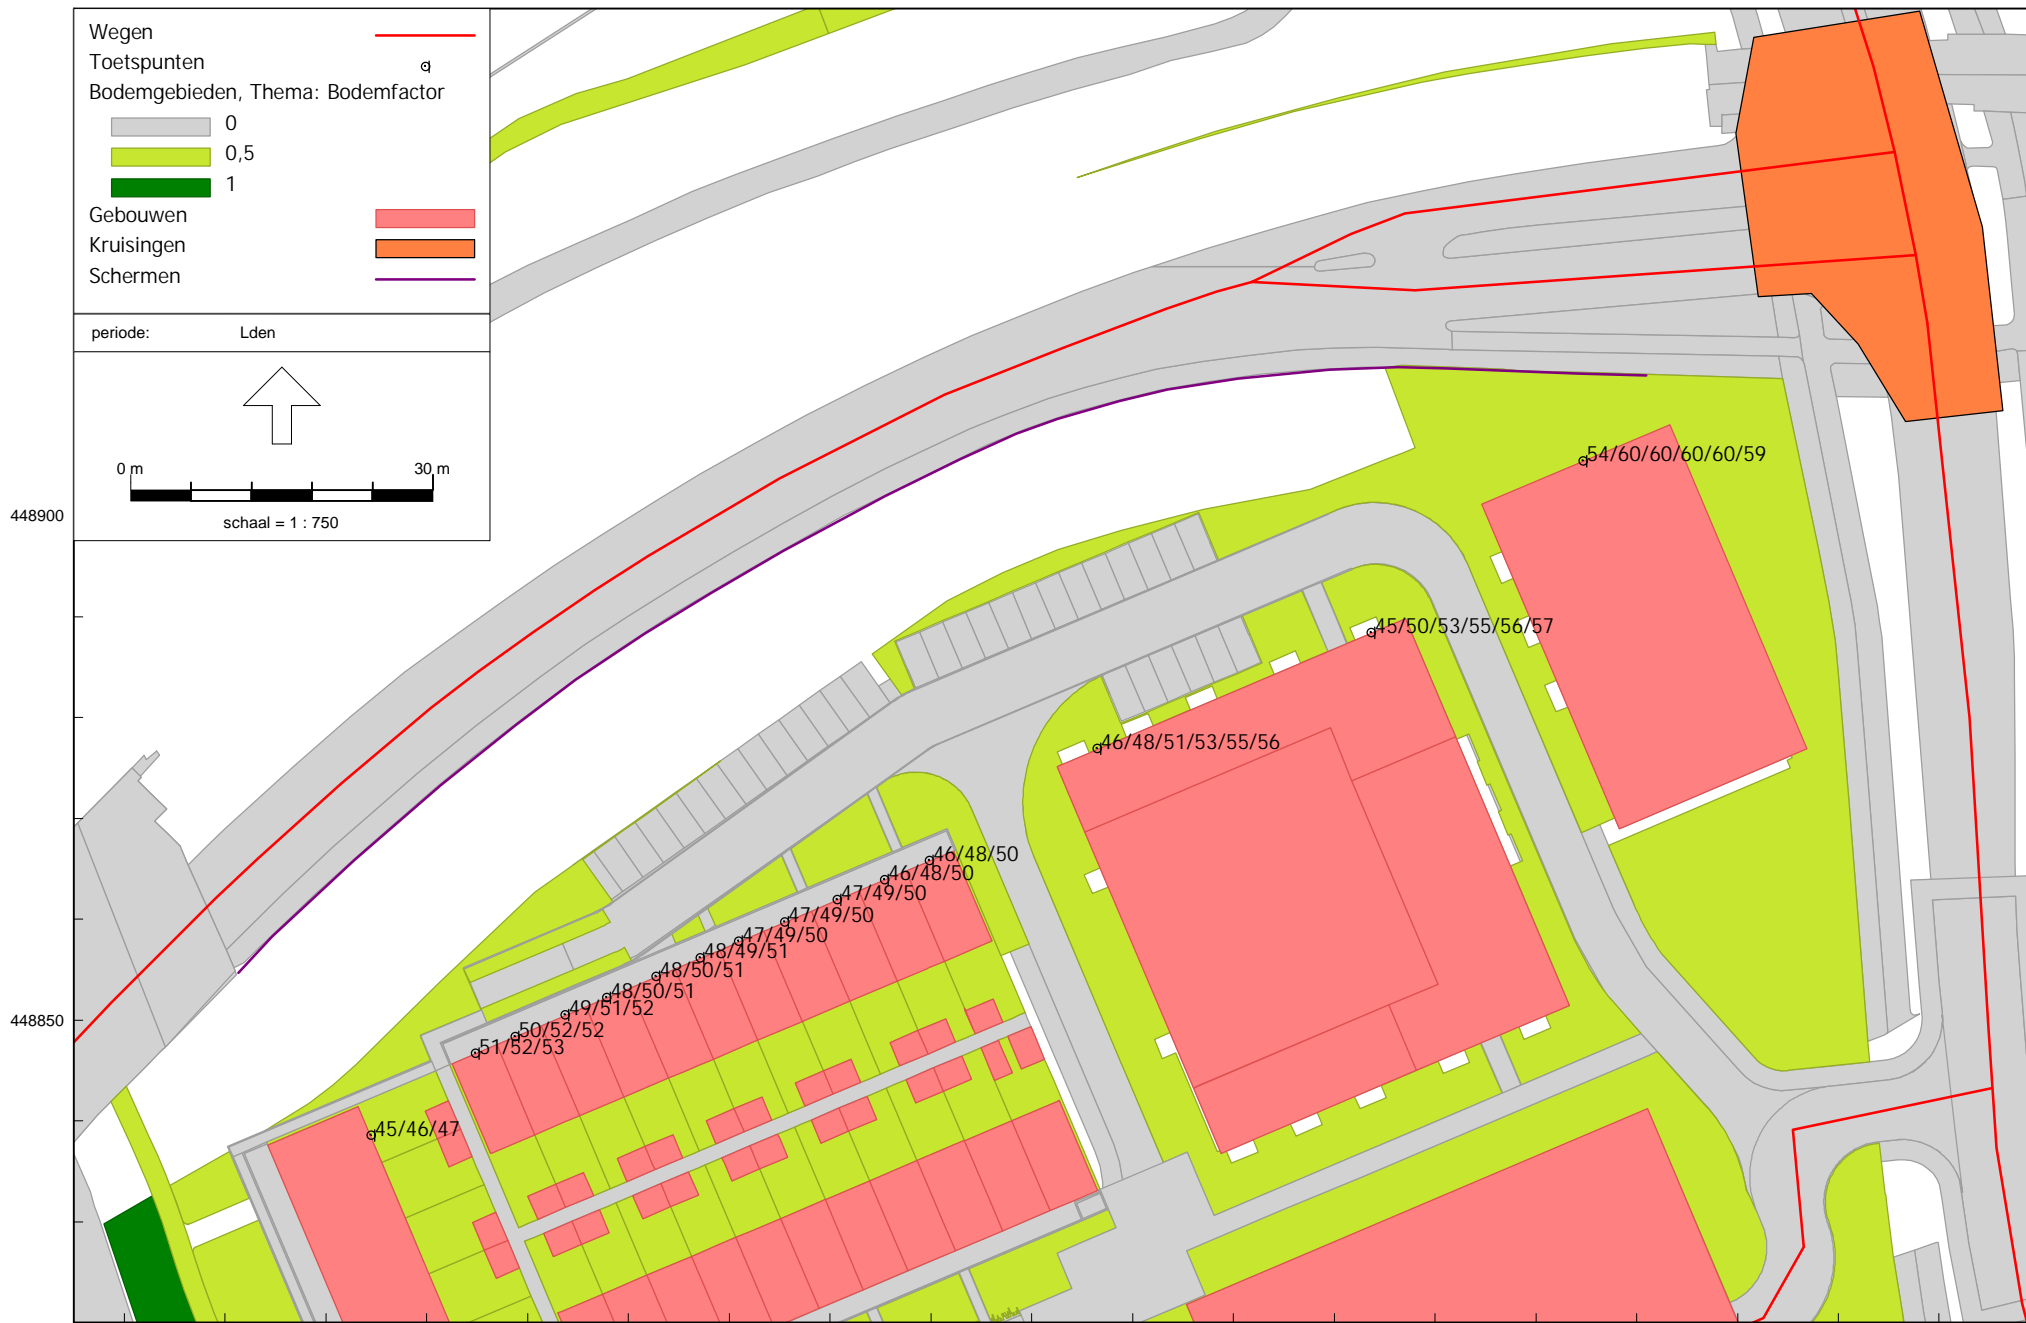 Wegen
Toetspunten
Bodemgebieden, Thema: Bodemfactor
0
0,5
1
Gebouwen
Kruisingen
Schermen
periode: Lden
0 m 30 m
schaal = 1 : 750
448900
448850
54/60/60/60/60/59
45/50/53/55/56/57
46/48/51/53/55/56
46/48/50
46/48/50
47/49/50
47/49/50
47/49/50
48/49/51
48/50/51
48/50/51
49/51/52
50/52/52
51/52/53
45/46/47